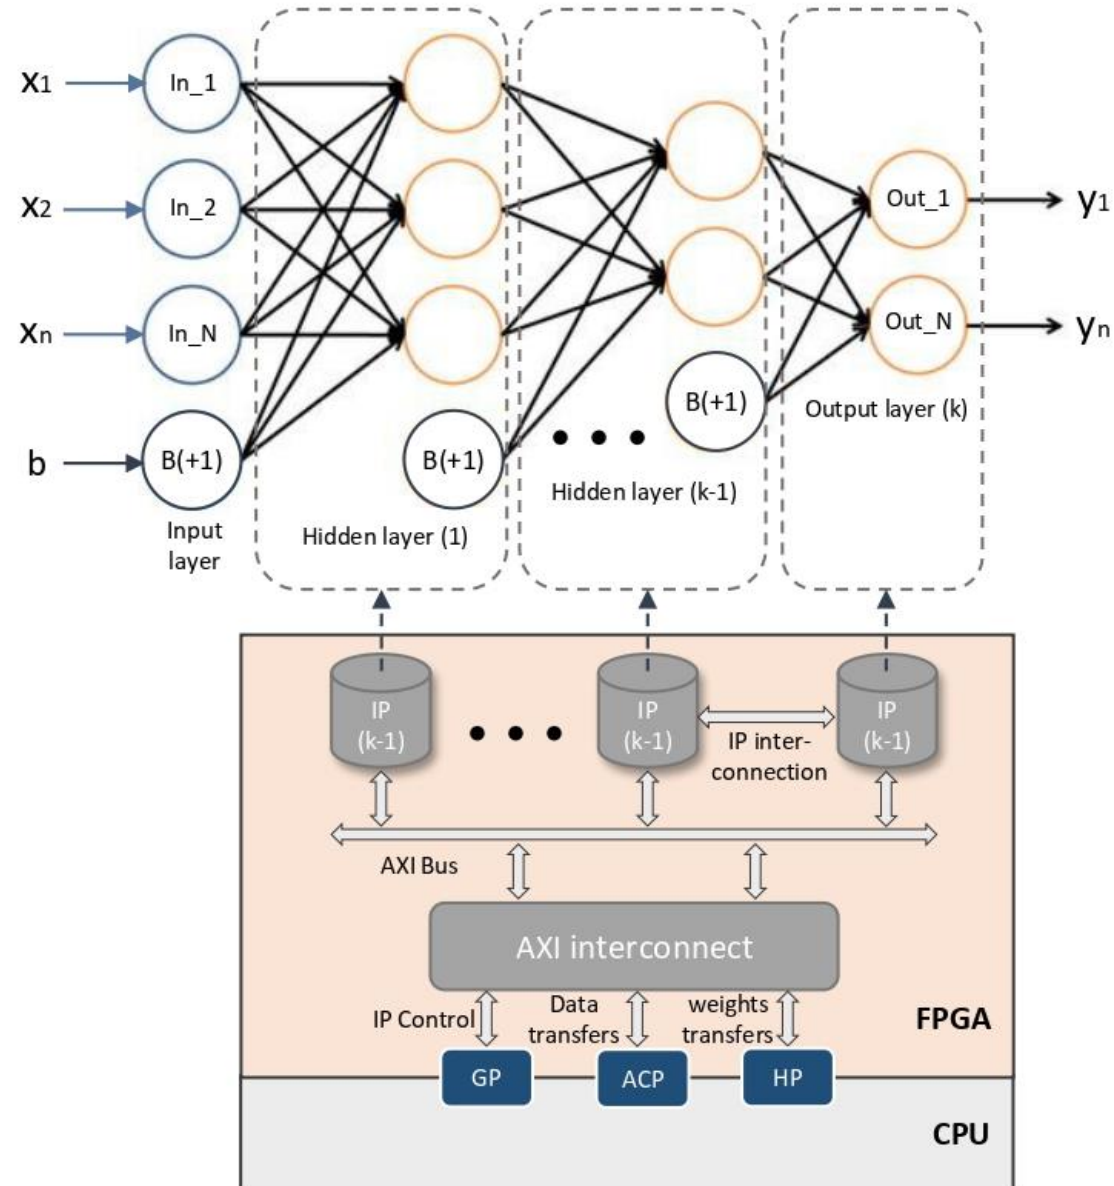 x1
In_1
x2
In_2
Out_1
y1
xn
In_N
Out_N
yn
b
B(+1)
B(+1)
B(+1)
Output layer (k)
Input
layer
Hidden layer (1)
Hidden layer (k-1)
IP
(k-1)
IP
(k-1)
IP
(k-1)
IP inter-
connection
AXI Bus
AXI interconnect
IP Control
Data
transfers
weights
transfers
FPGA
GP
ACP
HP
CPU